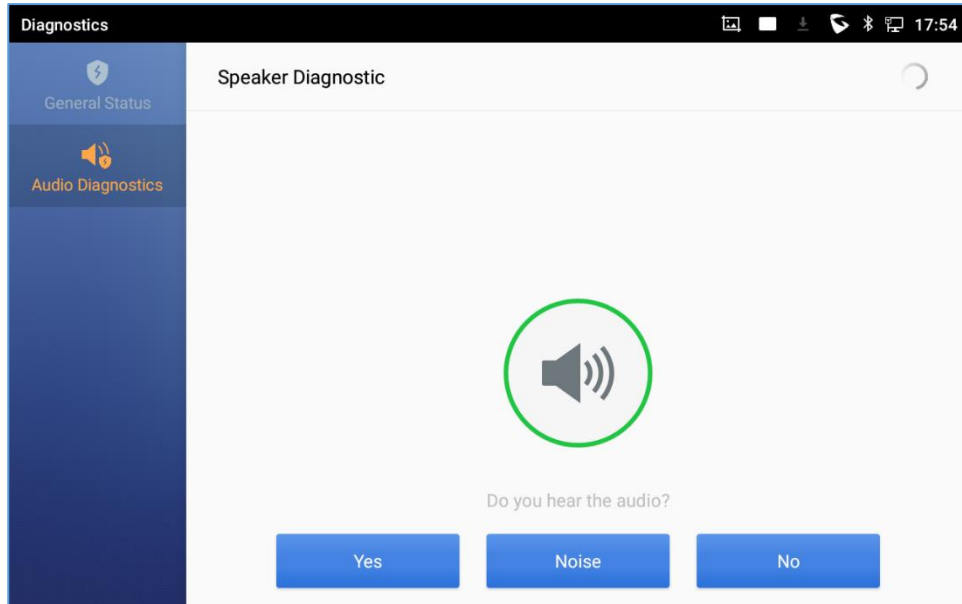 Diagnostics
17:54
General Status
Audio Diagnostics
Speaker Diagnostic
Do you hear the audio?
Yes
Noise
No